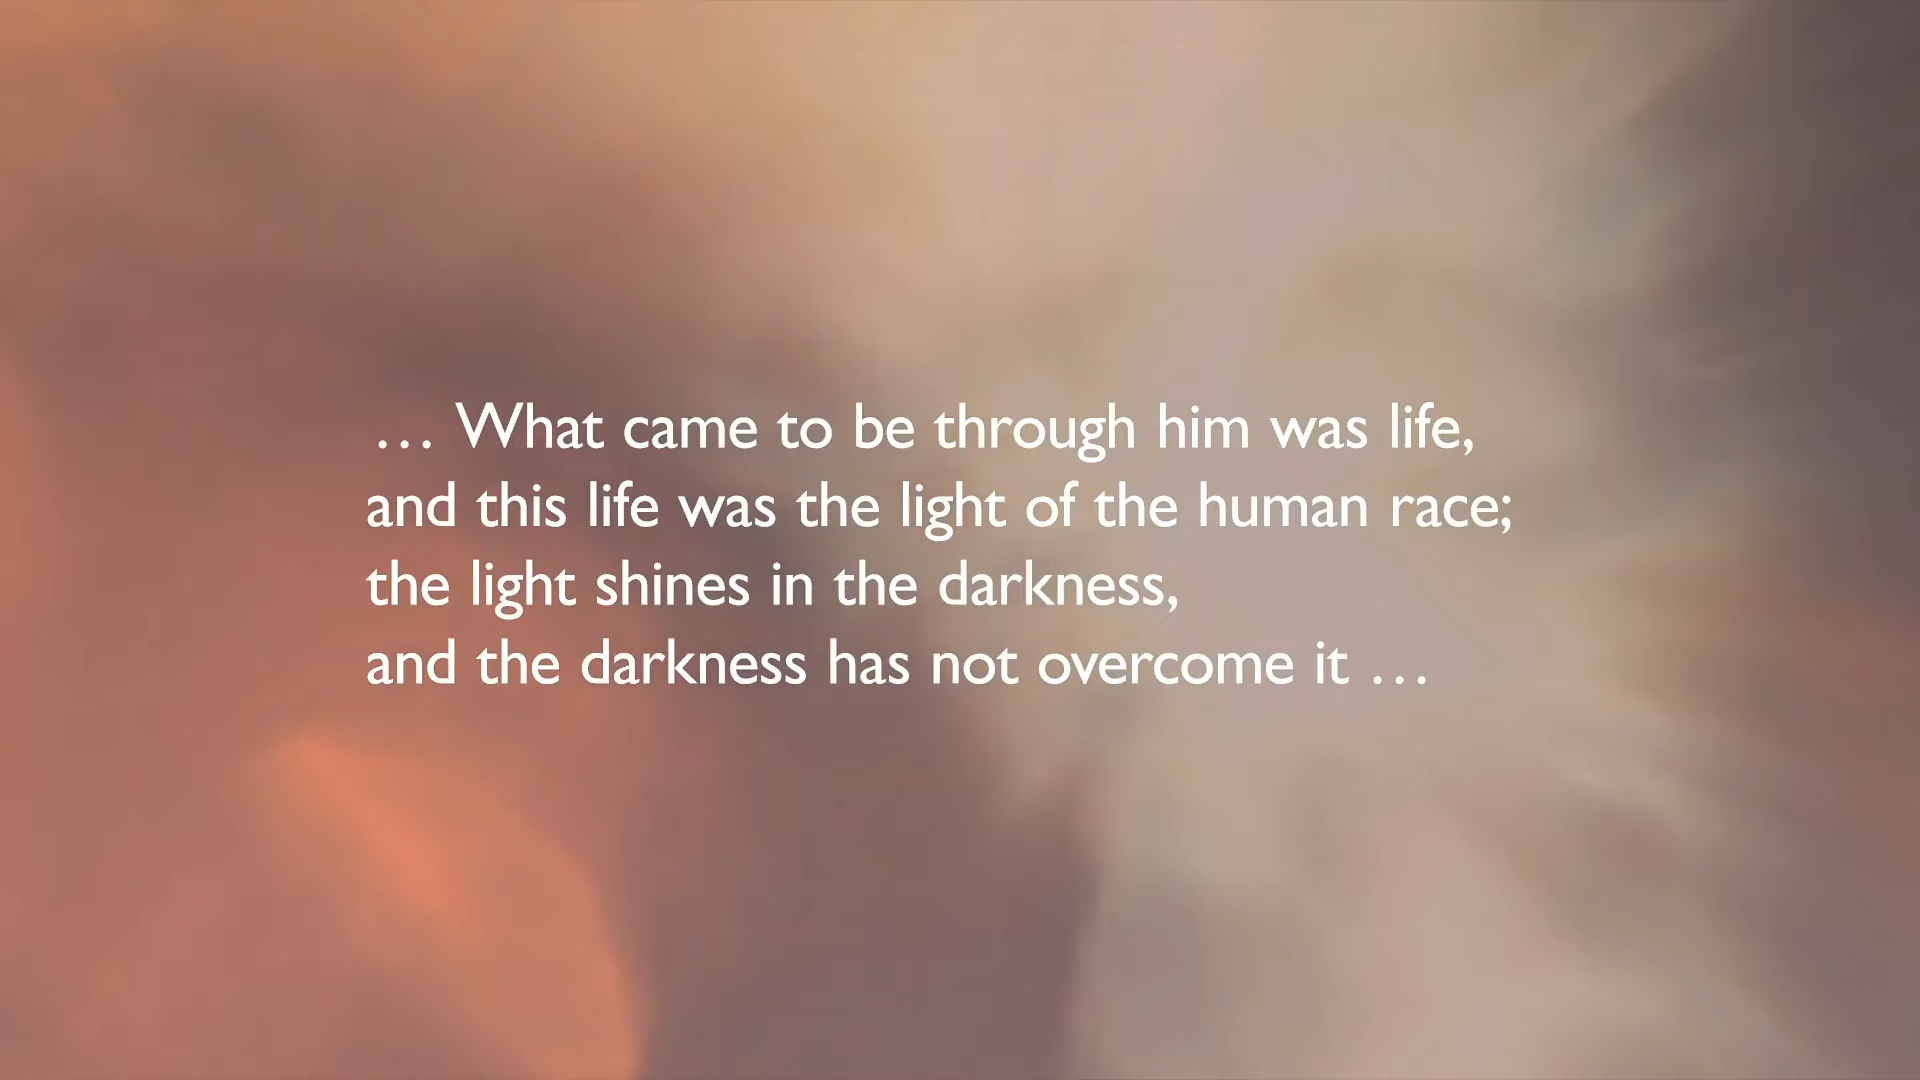 … What came to be through him was life,
and this life was the light of the human race;
the light shines in the darkness,
and the darkness has not overcome it …